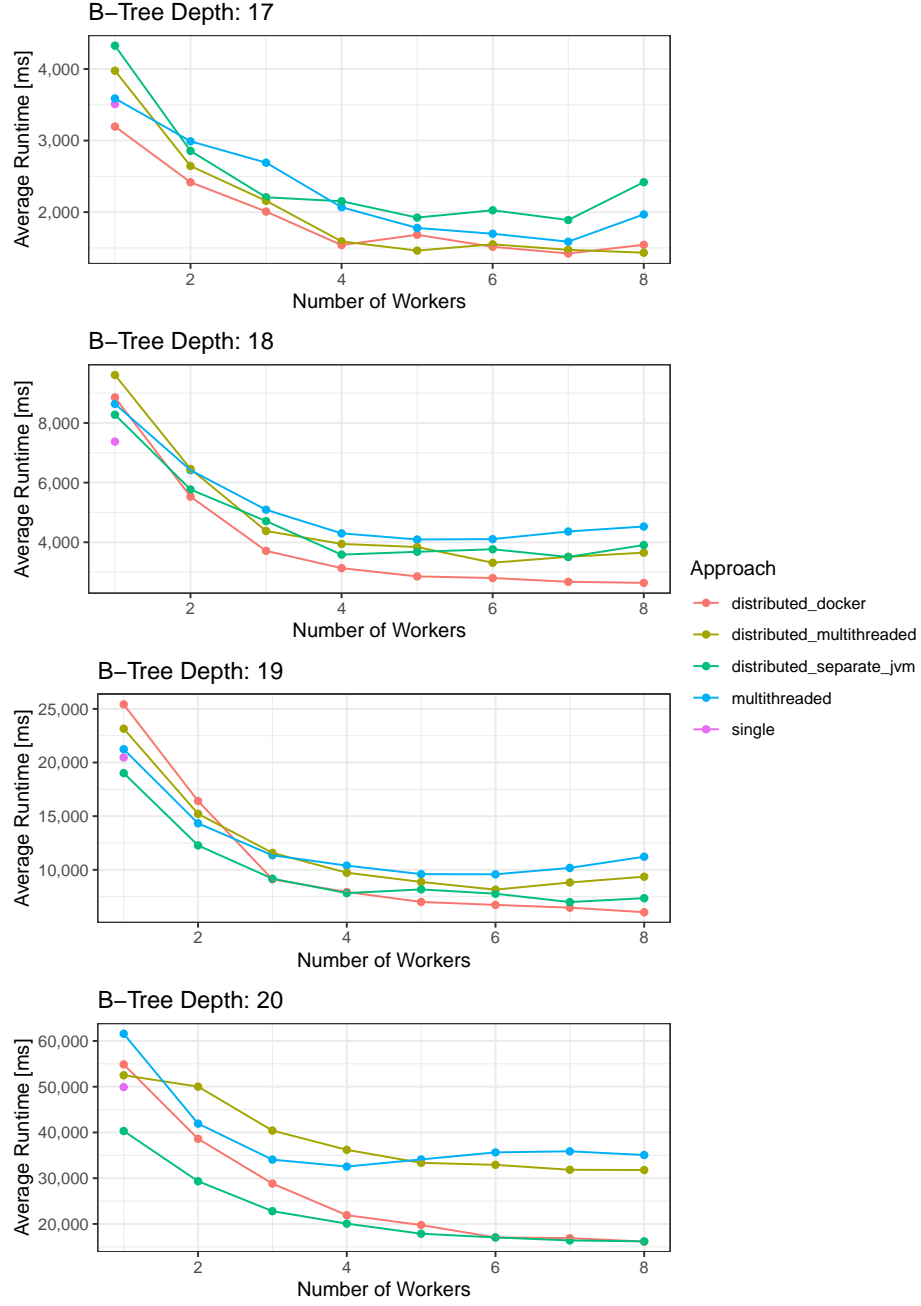 B−Tree Depth: 17
Average Runtime [ms]
4,000
3,000
2,000
2
4
6
8
Number of Workers
B−Tree Depth: 18
Average Runtime [ms]
8,000
6,000
4,000
2
4
6
8
Number of Workers
Approach
distributed_docker
distributed_multithreaded
distributed_separate_jvm
multithreaded
single
B−Tree Depth: 19
Average Runtime [ms]
25,000
20,000
15,000
10,000
2
4
6
8
Number of Workers
B−Tree Depth: 20
Average Runtime [ms]
60,000
50,000
40,000
30,000
20,000
2
4
6
8
Number of Workers